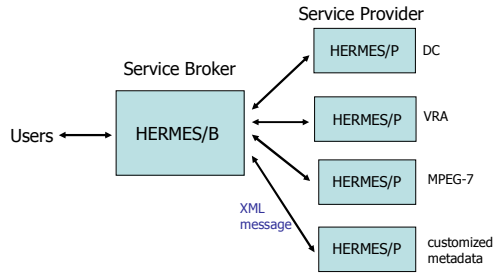 Service Provider
HERMES/P
DC
Service Broker
HERMES/B
HERMES/P
VRA
Users
HERMES/P
MPEG-7
XML
message
HERMES/P
customized
metadata